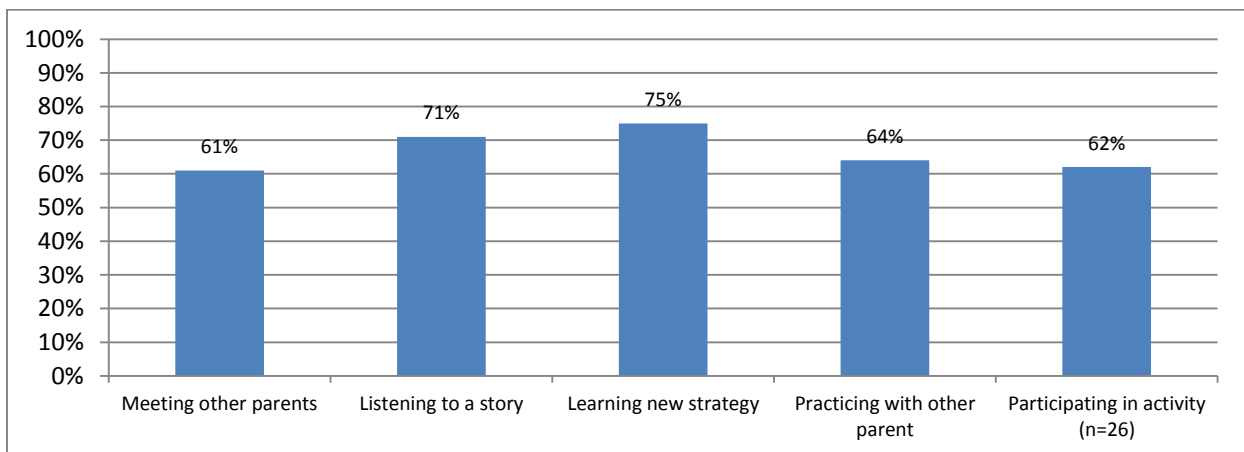 100%
90%
80%
70%
60%
50%
40%
30%
20%
10%
0%
61%
71%
75%
64%
62%
Meeting other parents
Listening to a story
Learning new strategy
Practicing with other
parent
Participating in activity
(n=26)